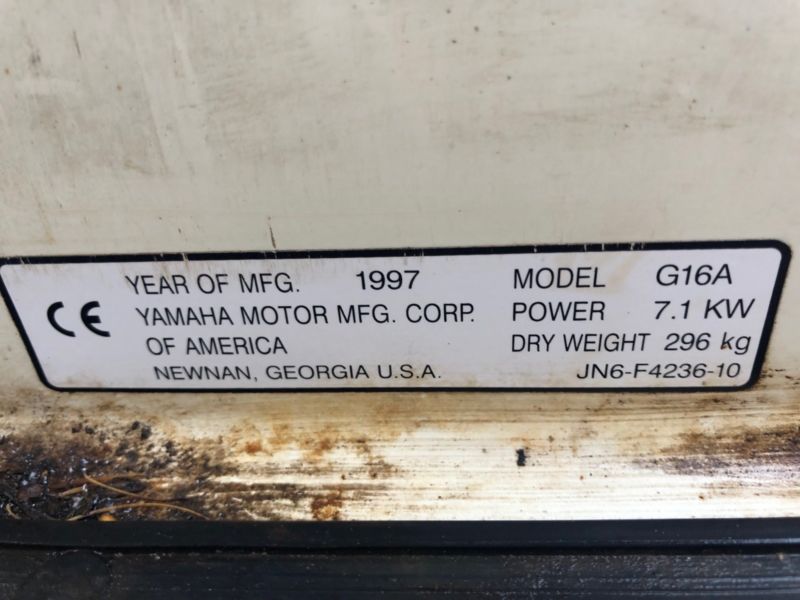 CE
YEAR OF MFG. 1997
YAMAHA MOTOR MFG. CORP.
OF AMERICA
NEWNAN, GEORGIA U.S.A.
MODEL G16A
POWER 7.1 KW
DRY WEIGHT 296 kg
JN6-F4236-10